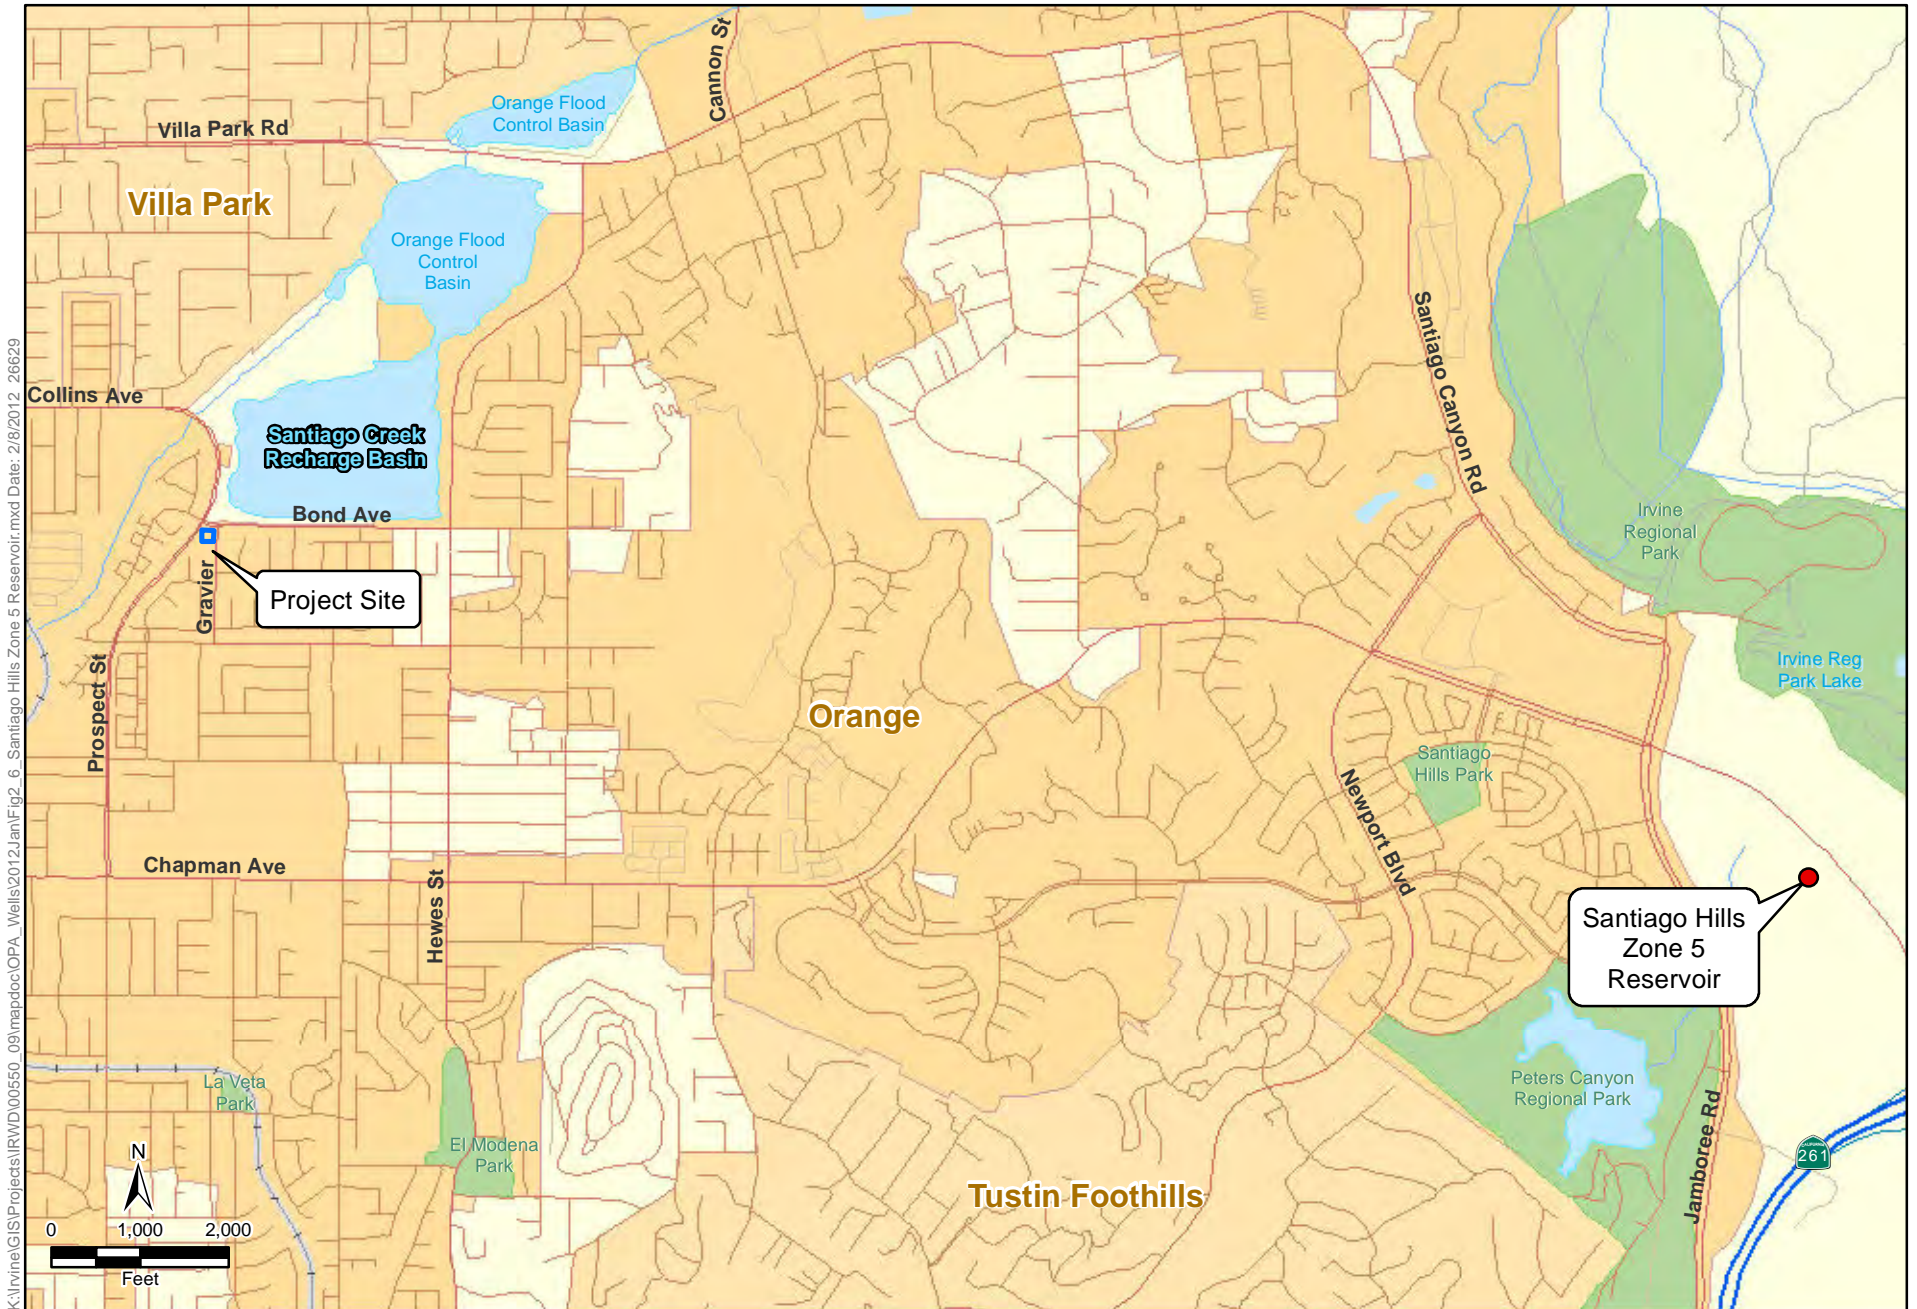 Cannon St
Orange Flood
Control Basin
Villa Park Rd
Villa Park
Orange Flood
Control
Basin
Santiago Canyon Rd
Collins Ave
Santiago Creek
Recharge Basin
Bond Ave
Irvine
Regional
Park
Gravier
Project Site
Irvine Reg
Park Lake
Prospect St
Orange
Santiago
Hills Park
Newport Blvd
Chapman Ave
Hewes St
Santiago Hills
Zone 5
Reservoir
La Veta
Park
Peters Canyon
Regional Park
El Modena
Park
Jamboree Rd
CALIFORNIA
261
Tustin Foothills
N
0 1,000 2,000
Feet
K:\Irvine\GIS\Projects\IRWD\00550_09\mapdoc\OPA_Wells\2012Jan\Fig2_6_Santiago Hills Zone 5 Reservoir.mxd Date: 2/8/2012 26629